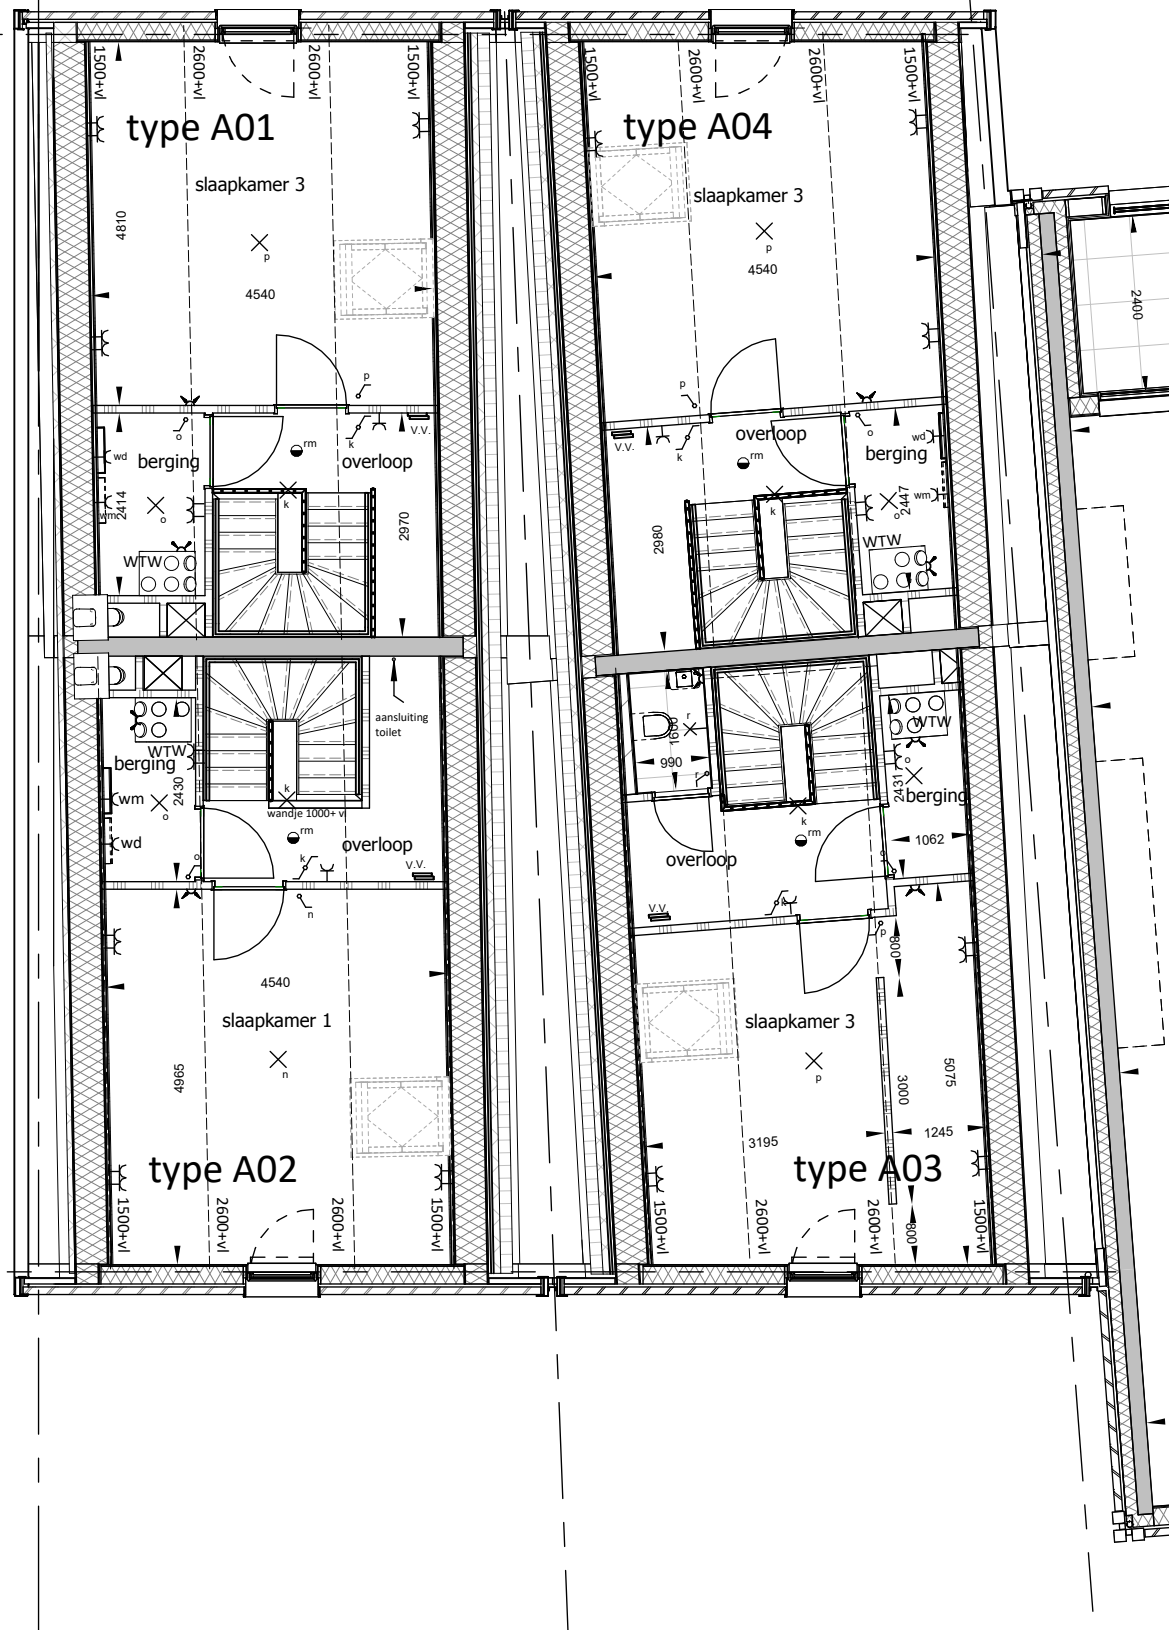 1500+vl
2600+vl
2600+vl
1500+vl
type A01
slaapkamer 3
4810
p
4540
p
V.V.
o
k
rm
berging
overloop
wd
wm
2414
o
k
2970
WTW
1500+vl
2600+vl
2600+vl
1500+vl
type A04
slaapkamer 3
p
4540
p
V.V.
k
overloop
rm
o
berging
wd
wm
2447
o
k
2980
WTW
2400
aansluiting
toilet
WTW
berging
2430
wm
o
wd
o
k
wandje 1000+ v
rm
k
overloop
V.V.
n
4540
slaapkamer 1
n
4965
type A02
1500+vl
2600+vl
2600+vl
1500+vl
1600
r
990
r
overloop
V.V.
k
rm
k
WTW
o
2431
berging
1062
o
p
800
slaapkamer 3
p
3000
5075
3195
1245
type A03
800
1500+vl
2600+vl
2600+vl
1500+vl